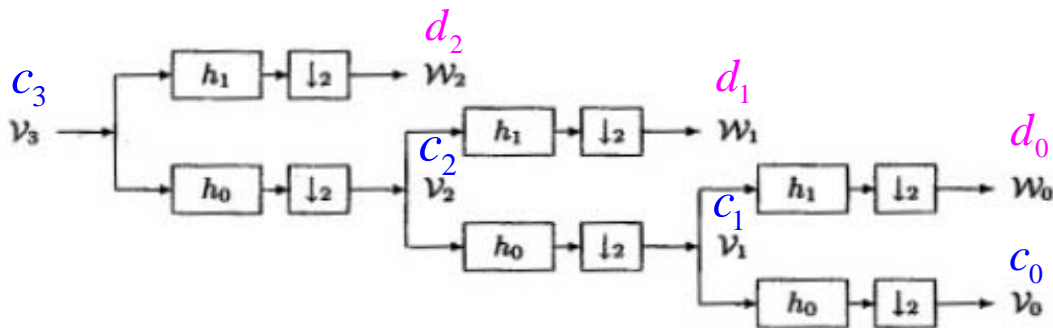 d₂
c₃ h₁ ↓2 𝒲₂ d₁
𝒱₃ h₁ ↓2 𝒲₁ d₀
c₂
h₀ ↓2 𝒱₂ h₁ ↓2 𝒲₀
c₁
h₀ ↓2 𝒱₁ c₀
h₀ ↓2 𝒱₀